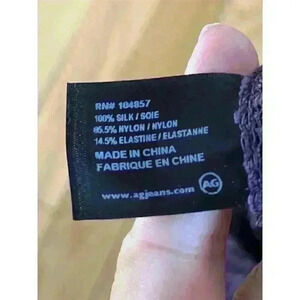 RN# 104857
100% SILK / SOIE
85.5% NYLON / NYLON
14.5% ELASTINE / ELASTANNE
MADE IN CHINA
FABRIQUE EN CHINE
AG
www.agjeans.com